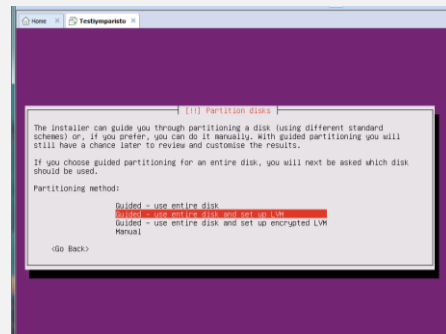 Home × Testiymparisto ×
[!!] Partition disks
The installer can guide you through partitioning a disk (using different standard
schemes) or, if you prefer, you can do it manually. With guided partitioning you will
still have a chance later to review and customise the results.
If you choose guided partitioning for an entire disk, you will next be asked which disk
should be used.
Partitioning method:
Guided - use entire disk
Guided - use entire disk and set up LVM
Guided - use entire disk and set up encrypted LVM
Manual
<Go Back>